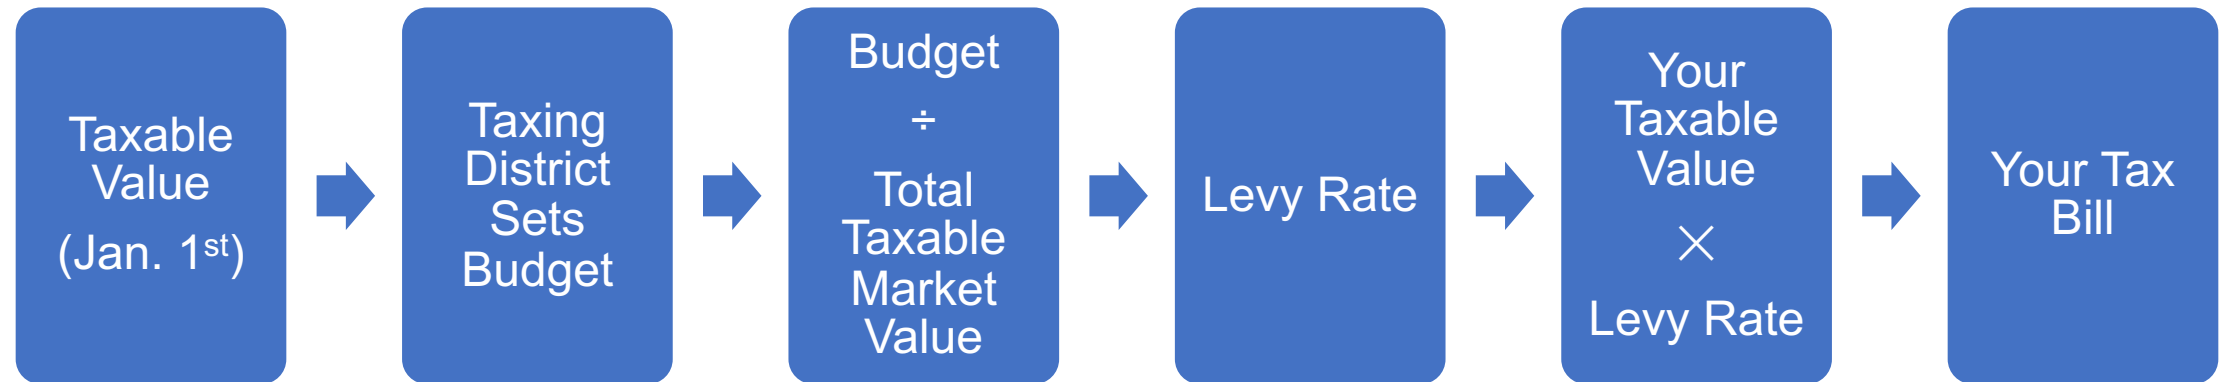 Taxable
Value
(Jan. 1st)
Taxing
District
Sets
Budget
Budget
÷
Total
Taxable
Market
Value
Levy Rate
Your
Taxable
Value
×
Levy Rate
Your Tax
Bill